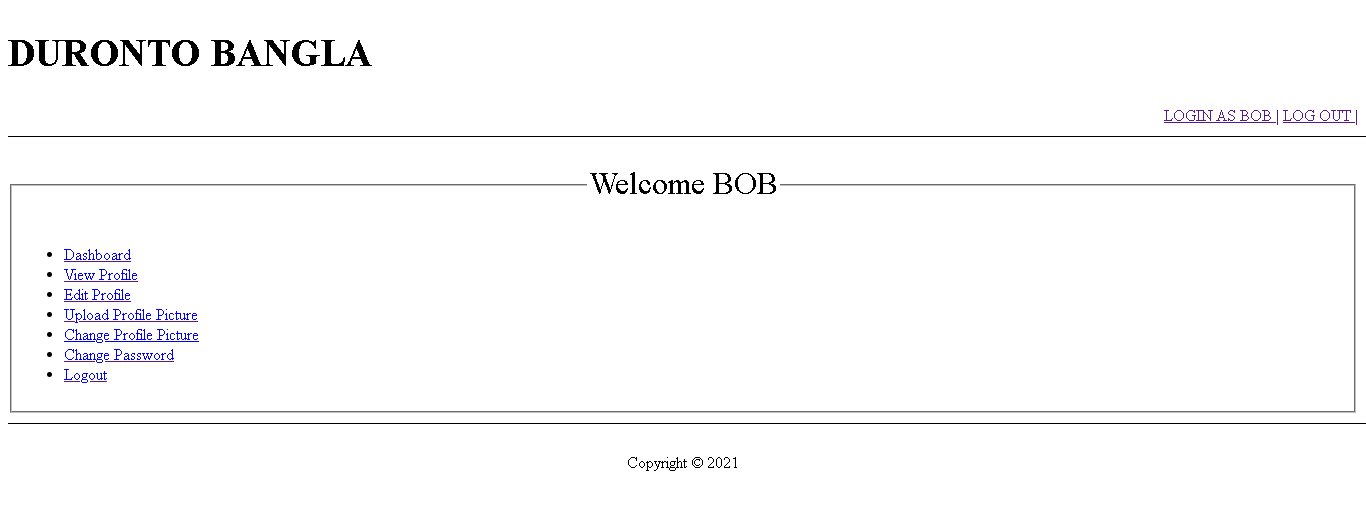 DURONTO BANGLA
LOGIN AS BOB | LOG OUT |
Welcome BOB
Dashboard
View Profile
Edit Profile
Upload Profile Picture
Change Profile Picture
Change Password
Logout
Copyright © 2021